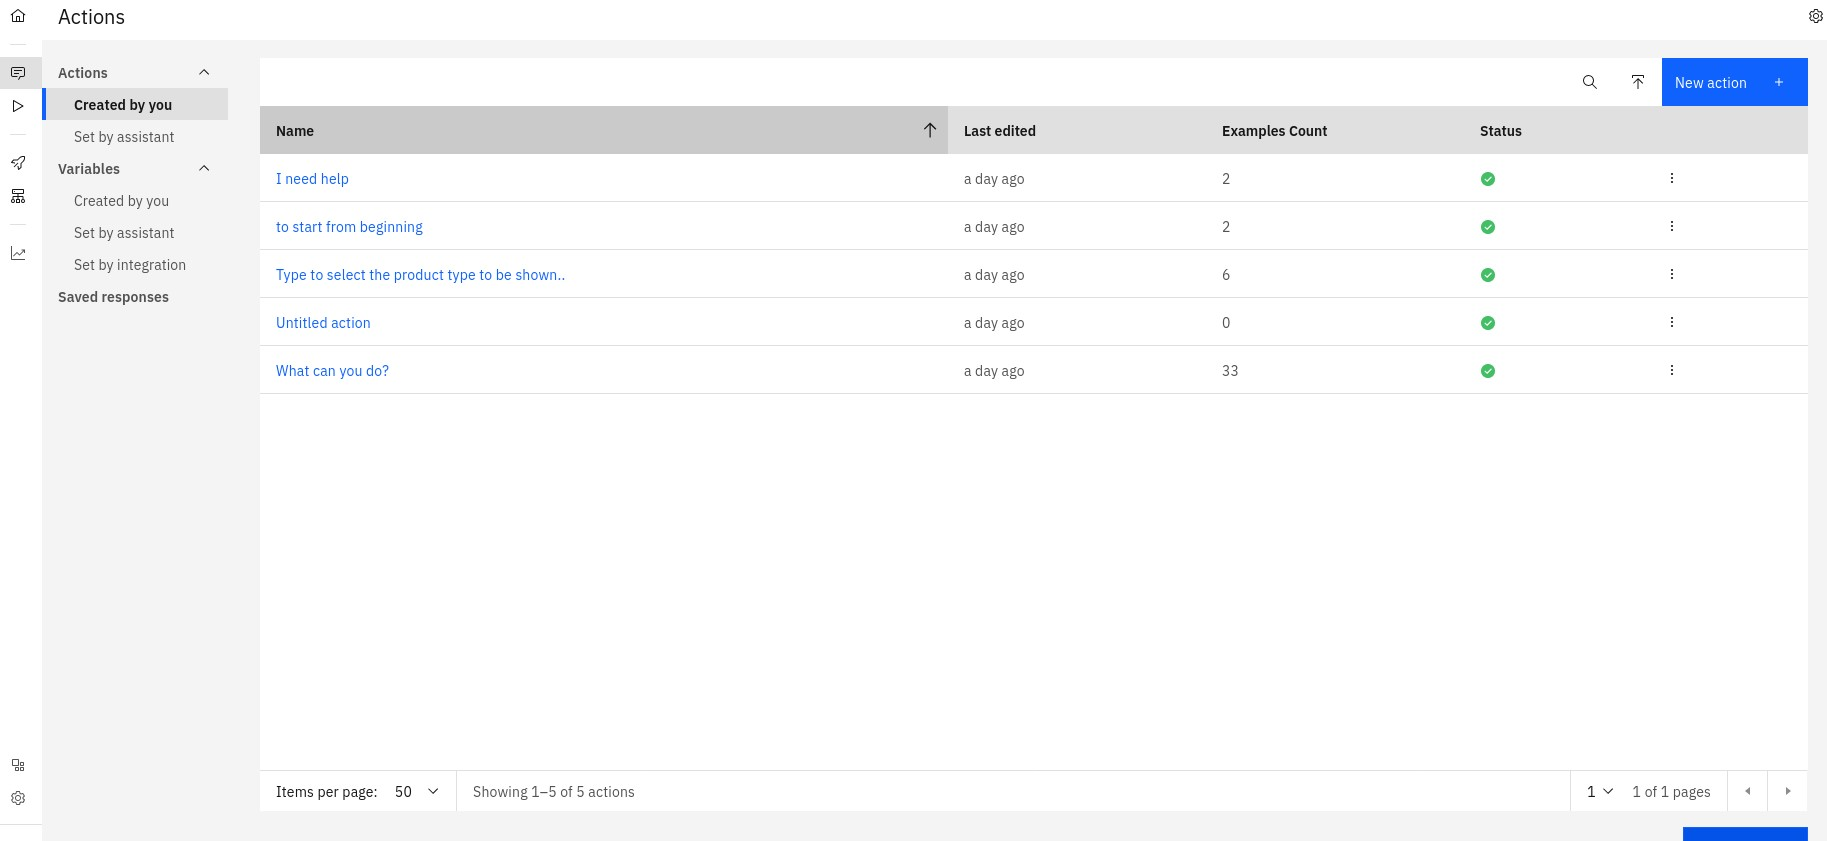 Actions
Actions
Created by you
Set by assistant
Variables
Created by you
Set by assistant
Set by integration
Saved responses
New action +
Name Last edited Examples Count Status
I need help a day ago 2
to start from beginning a day ago 2
Type to select the product type to be shown.. a day ago 6
Untitled action a day ago 0
What can you do? a day ago 33
Items per page: 50 Showing 1–5 of 5 actions 1 1 of 1 pages